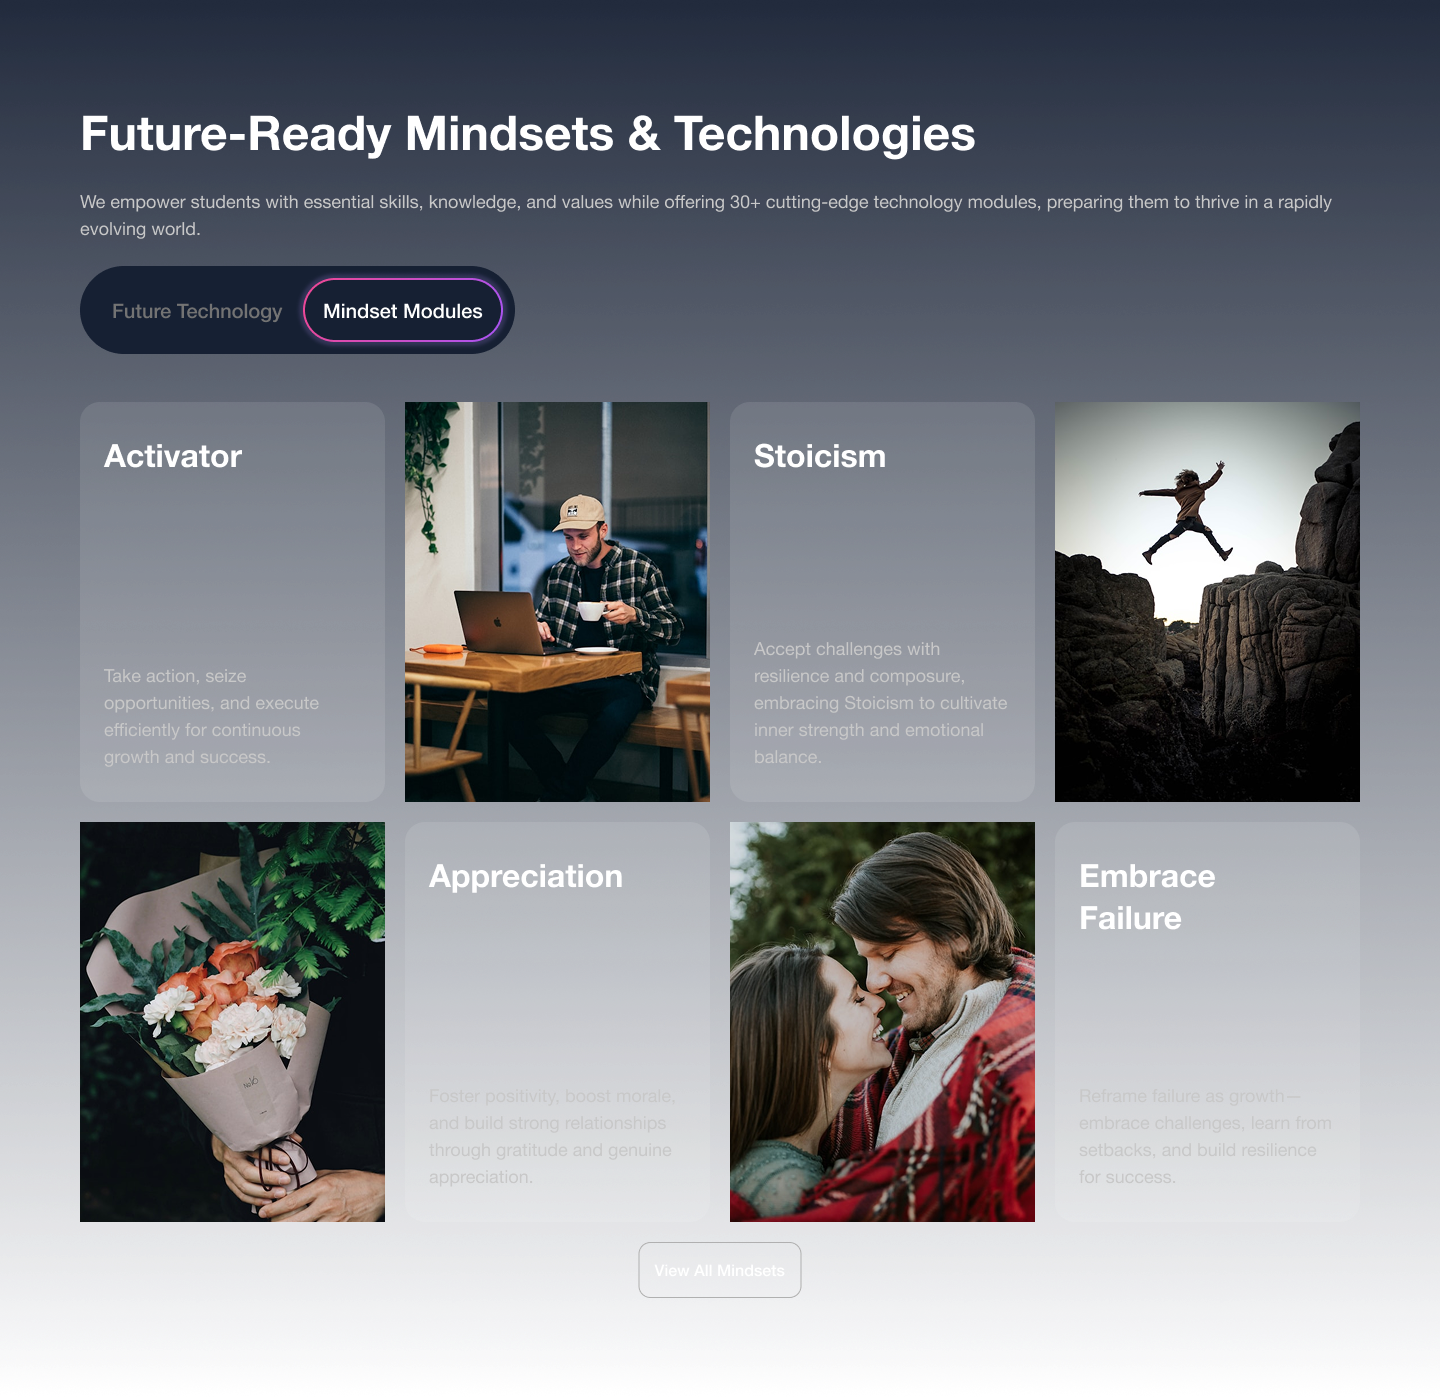 Future-Ready Mindsets & Technologies
We empower students with essential skills, knowledge, and values while offering 30+ cutting-edge technology modules, preparing them to thrive in a rapidly
evolving world.
Future Technology
Mindset Modules
Activator
Take action, seize
opportunities, and execute
efficiently for continuous
growth and success.
Stoicism
Accept challenges with
resilience and composure,
embracing Stoicism to cultivate
inner strength and emotional
balance.
Appreciation
Foster positivity, boost morale,
and build strong relationships
through gratitude and genuine
appreciation.
Embrace
Failure
Reframe failure as growth—
embrace challenges, learn from
setbacks, and build resilience
for success.
View All Mindsets